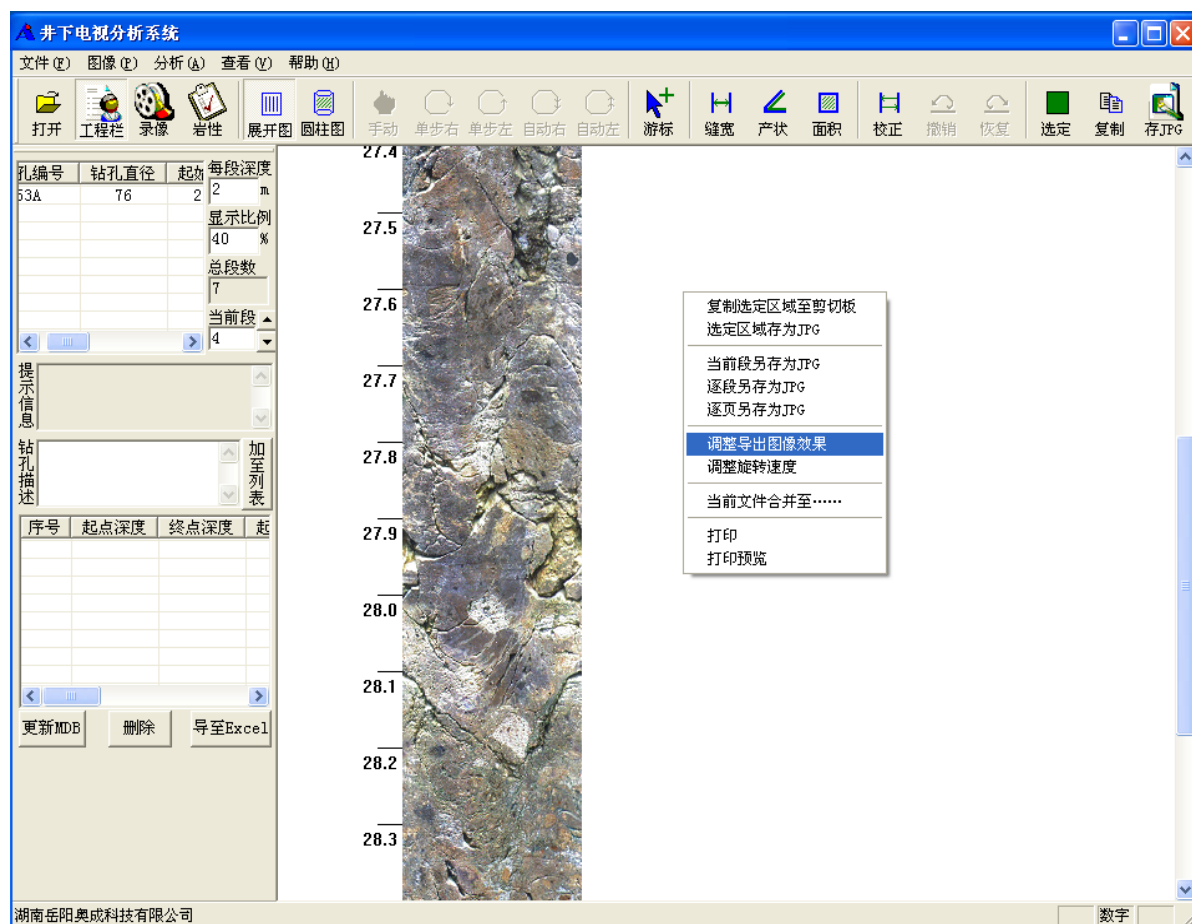 井下电视分析系统
文件(F) 图像(P) 分析(A) 查看(V) 帮助(H)
打开 工程栏 录像 岩性 展开图 圆柱图 手动 单步右 单步左 自动右 自动左 游标 缝宽 产状 面积 校正 撤销 恢复 选定 复制 存JPG
孔编号 钻孔直径 起始
53A 76 2
每段深度
2 m
显示比例
40 %
总段数
7
当前段
4
提示信息
钻孔描述
加至列表
序号 起点深度 终点深度 起
更新MDB 删除 导至Excel
27.4
27.5
27.6
27.7
27.8
27.9
28.0
28.1
28.2
28.3
复制选定区域至剪切板
选定区域存为JPG
当前段另存为JPG
逐段另存为JPG
逐页另存为JPG
调整导出图像效果
调整旋转速度
当前文件合并至……
打印
打印预览
湖南岳阳奥成科技有限公司
数字